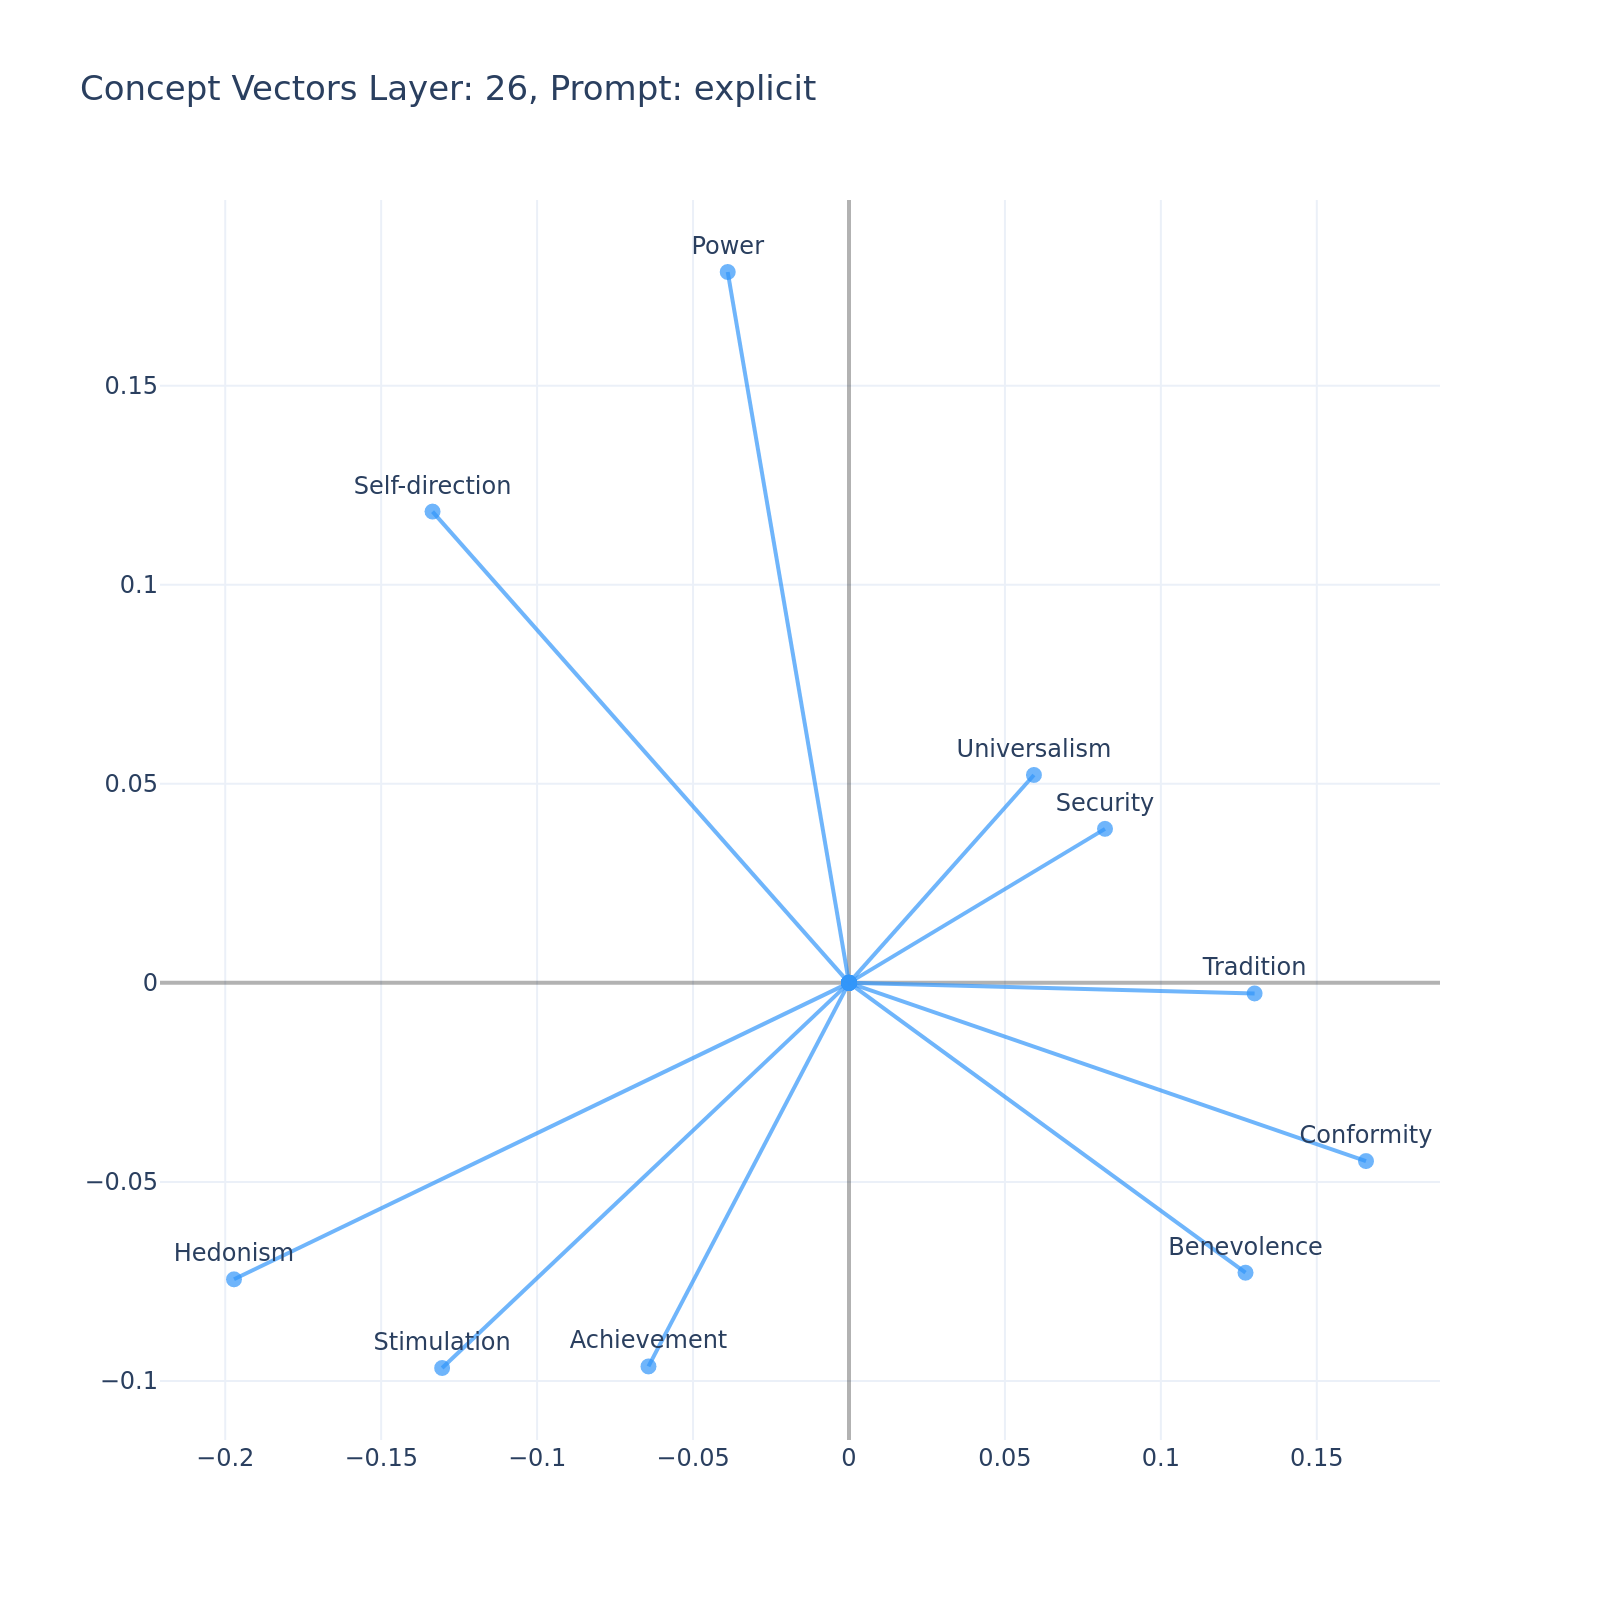 Concept Vectors Layer: 26, Prompt: explicit
Power
0.15
Self-direction
0.1
Universalism
0.05
Security
Tradition
0
Conformity
−0.05
Benevolence
Hedonism
Stimulation
Achievement
−0.1
−0.2
−0.15
−0.1
−0.05
0
0.05
0.1
0.15